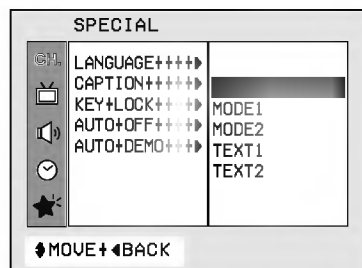 SPECIAL
CH.
LANGUAGE++++▶
CAPTION+++++▶
KEY+LOCK++++▶
AUTO+OFF++++▶
AUTO+DEMO+++▶
MODE1
MODE2
TEXT1
TEXT2
♦MOVE+◀BACK